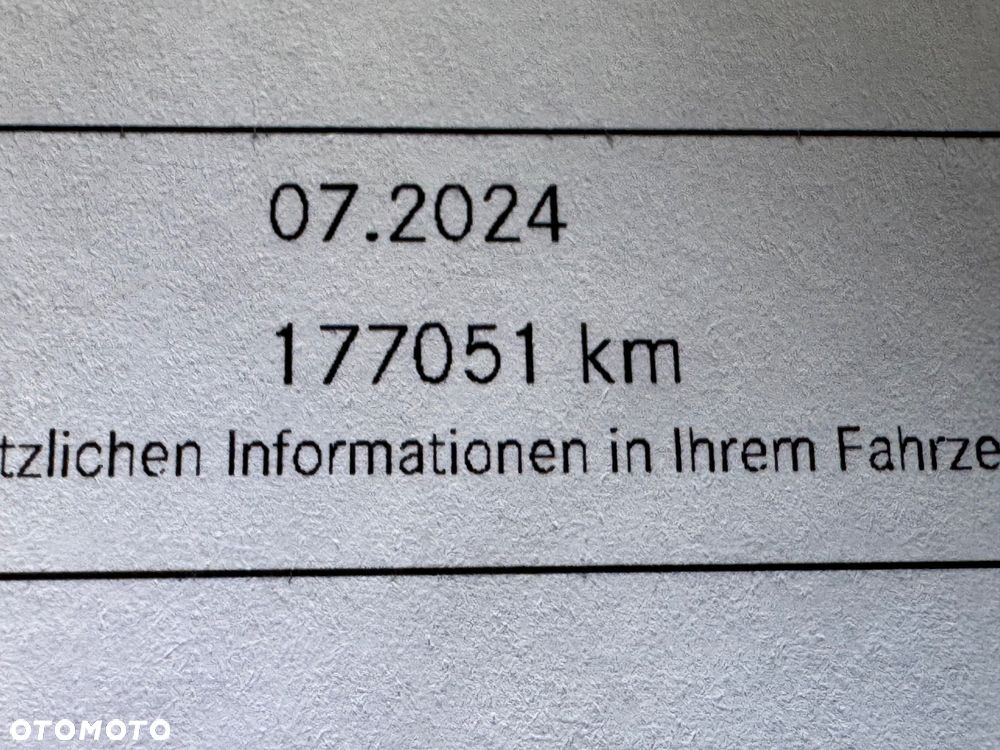 07.2024
177051 km
tzlichen Informationen in Ihrem Fahrze
OTOMOTO